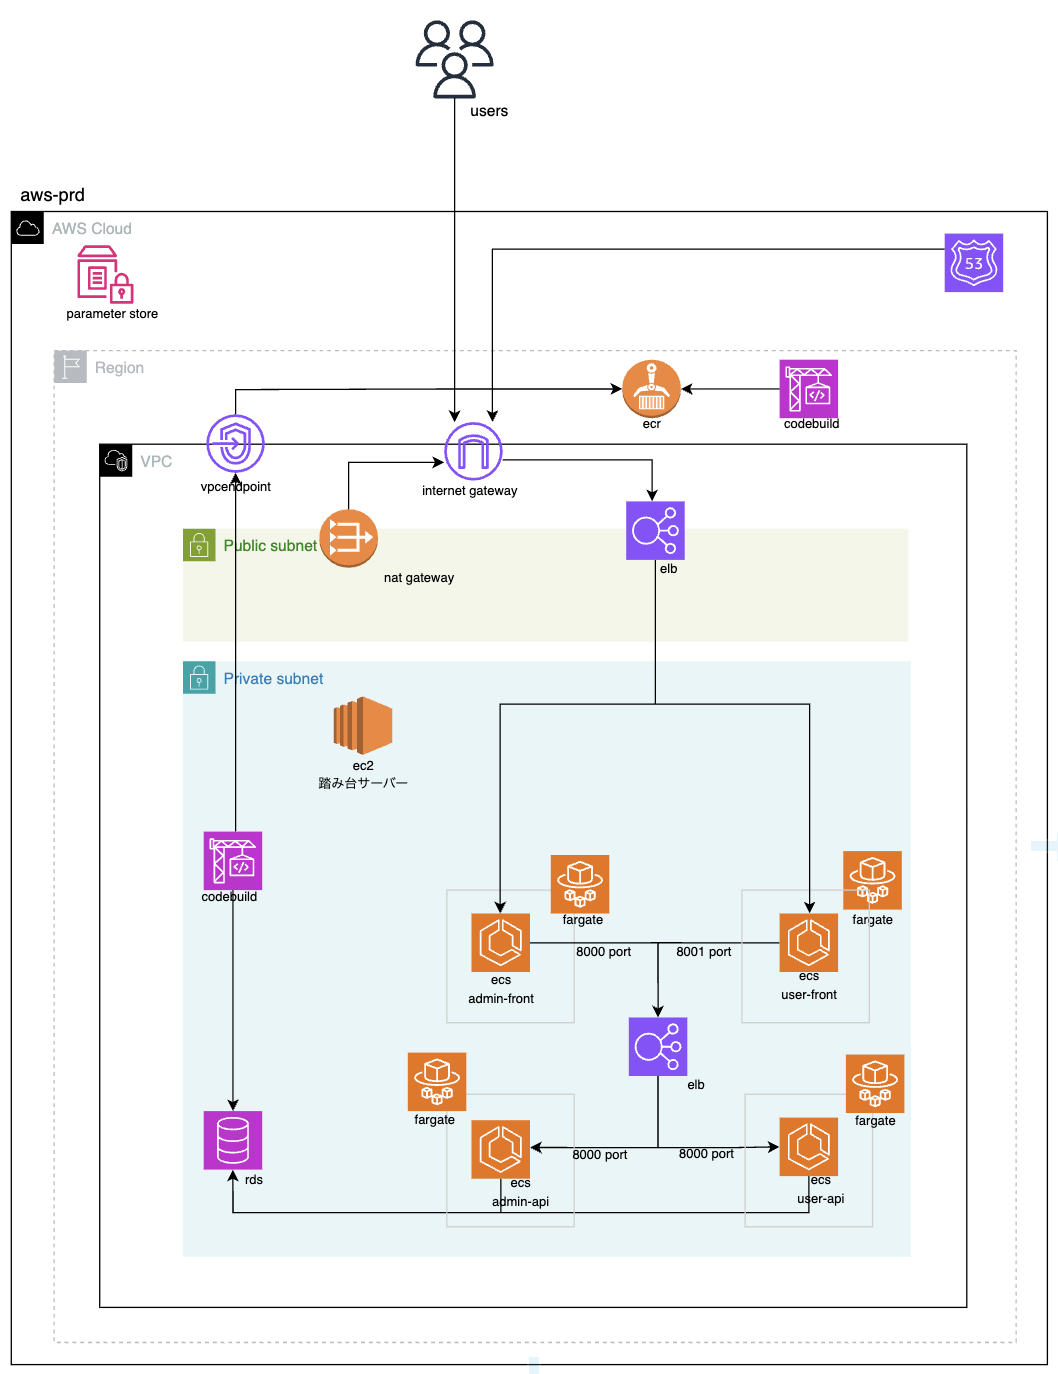 users
aws-prd
AWS Cloud
53
parameter store
Region
ecr
codebuild
VPC
vpcendpoint
internet gateway
Public subnet
nat gateway
elb
Private subnet
ec2
踏み台サーバー
codebuild
fargate
fargate
8000 port
8001 port
ecs
admin-front
ecs
user-front
elb
fargate
fargate
8000 port
8000 port
rds
ecs
admin-api
ecs
user-api